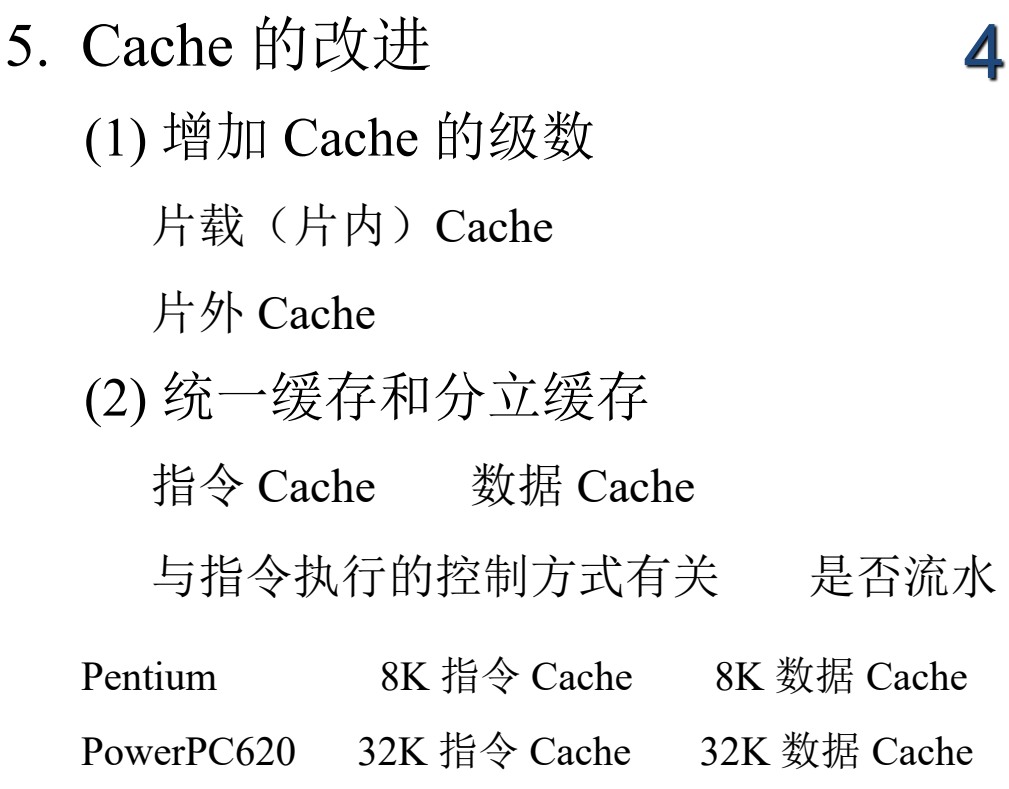 5. Cache 的改进
4
(1) 增加 Cache 的级数
片载（片内）Cache
片外 Cache
(2) 统一缓存和分立缓存
指令 Cache 数据 Cache
与指令执行的控制方式有关 是否流水
Pentium 8K 指令 Cache 8K 数据 Cache
PowerPC620 32K 指令 Cache 32K 数据 Cache